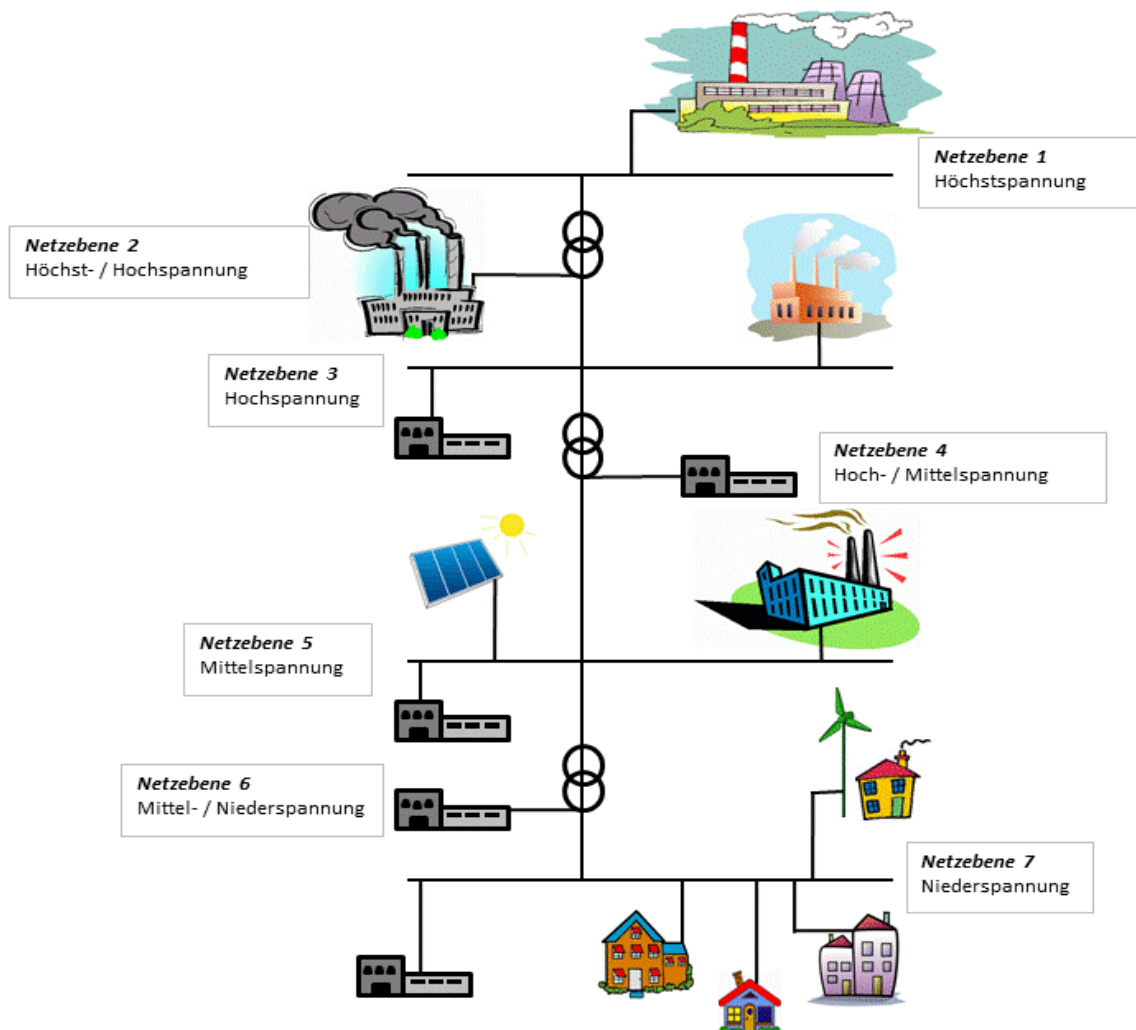 Netzebene 1
Höchstspannung
Netzebene 2
Höchst- / Hochspannung
Netzebene 3
Hochspannung
Netzebene 4
Hoch- / Mittelspannung
Netzebene 5
Mittelspannung
Netzebene 6
Mittel- / Niederspannung
Netzebene 7
Niederspannung